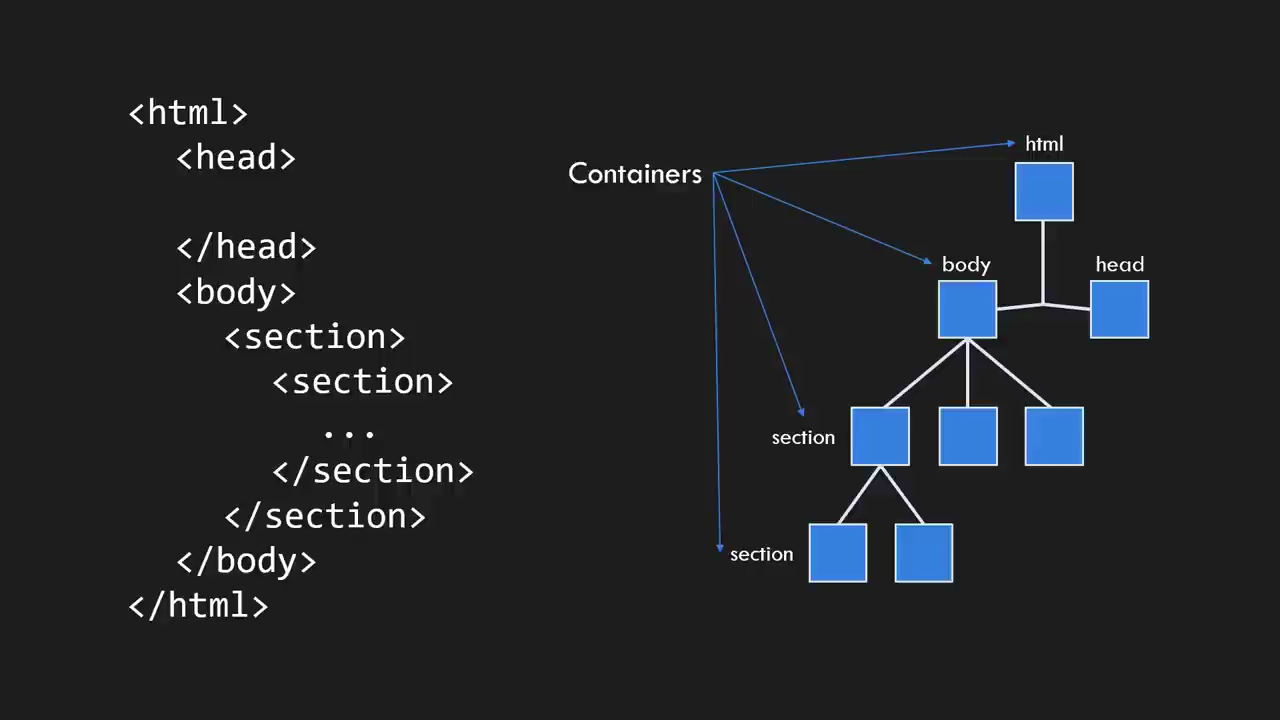 <html>
<head>
</head>
<body>
<section>
<section>
...
</section>
</section>
</body>
</html>
Containers
html
body
head
section
section